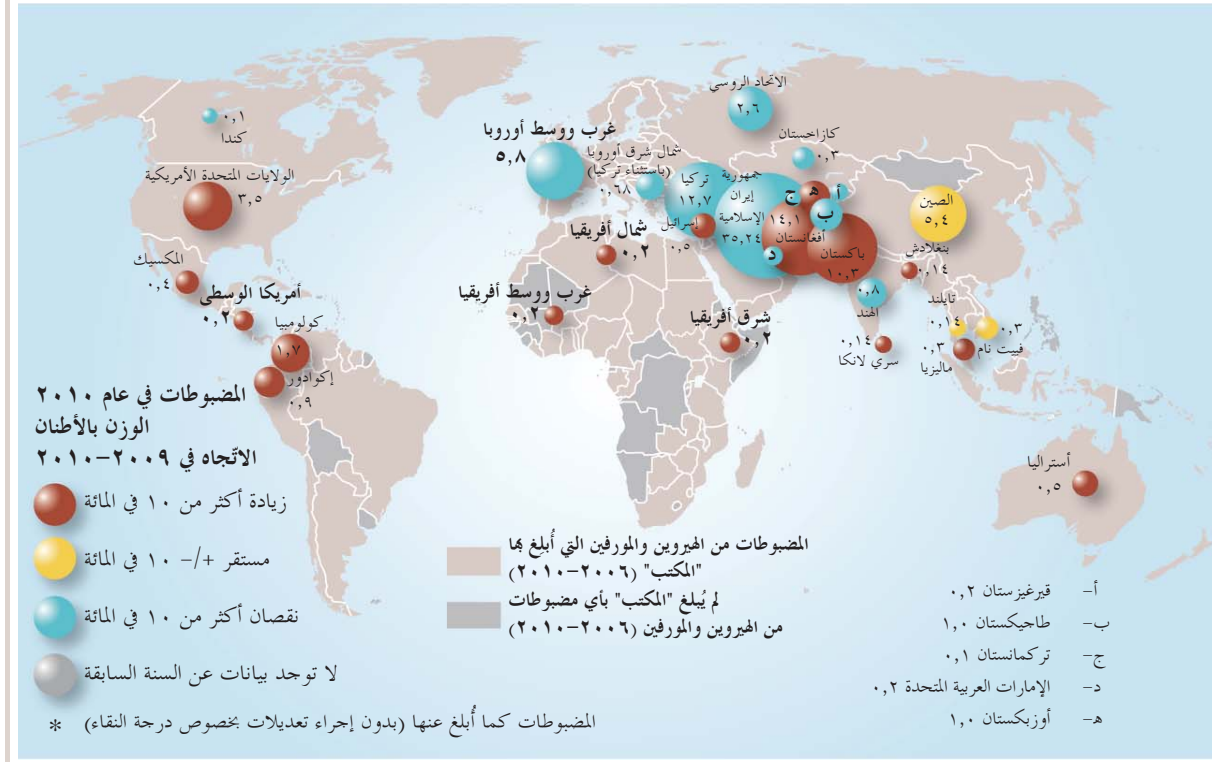 الاتحاد الروسي
٢,٦
٠,١
كندا
كازاخستان
٠,٣
غرب ووسط أوروبا
٥,٨
شمال شرق أوروبا
(باستثناء تركيا)
٠,٦٨
تركيا
١٢,٧
جمهورية
إيران
الإسلامية
٣٥,٢٤
ج
ه
أ
ب
د
١٤,١
أفغانستان
باكستان
١٠,٣
الصين
٥,٤
الولايات المتحدة الأمريكية
٣,٥
إسرائيل
٠,٥
شمال أفريقيا
٠,٢
بنغلادش
٠,١٤
المكسيك
٠,٤
أمريكا الوسطى
٠,٢
غرب ووسط أفريقيا
٠,٢
شرق أفريقيا
٠,٢
٠,٨
الهند
تايلند
٠,١٤
٠,٣
فييت نام
٠,٣
ماليزيا
٠,١٤
سري لانكا
كولومبيا
١,٧
إكوادور
٠,٩
أستراليا
٠,٥
المضبوطات في عام ٢٠١٠
الوزن بالأطنان
الاتّجاه في ٢٠٠٩-٢٠١٠
زيادة أكثر من ١٠ في المائة
مستقر +/- ١٠ في المائة
نقصان أكثر من ١٠ في المائة
لا توجد بيانات عن السنة السابقة
* المضبوطات كما أُبلغ عنها (بدون إجراء تعديلات بخصوص درجة النقاء)
المضبوطات من الهيروين والمورفين التي أُبلغ بها
"المكتب" (٢٠٠٦-٢٠١٠)
لم يُبلغ "المكتب" بأي مضبوطات
من الهيروين والمورفين (٢٠٠٦-٢٠١٠)
أ- قيرغيزستان ٠,٢
ب- طاجيكستان ١,٠
ج- تركمانستان ٠,١
د- الإمارات العربية المتحدة ٠,٢
ه- أوزبكستان ١,٠